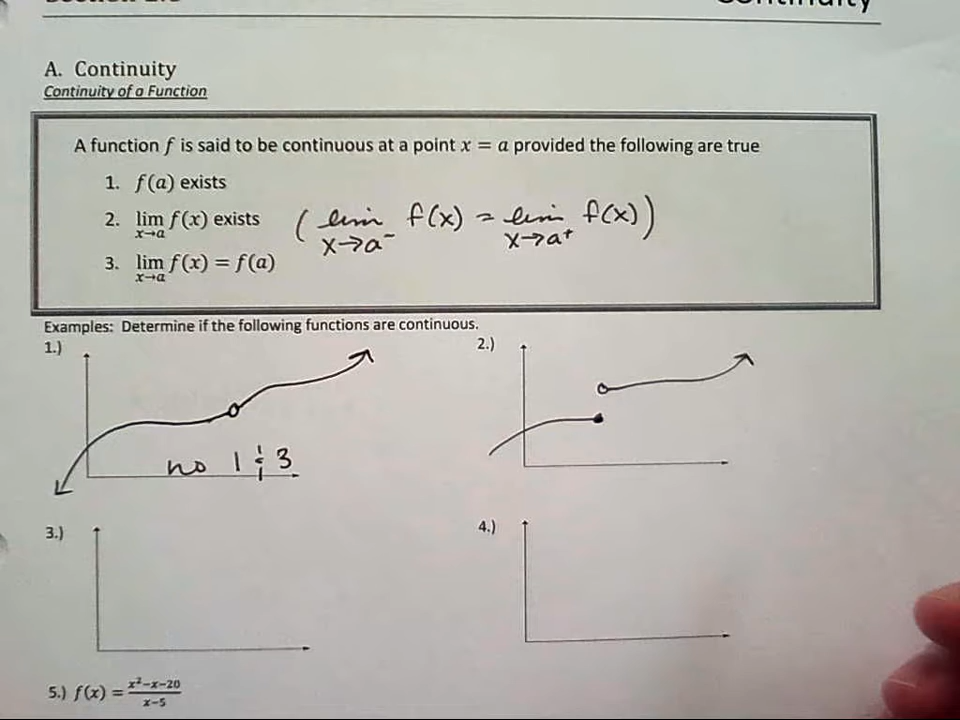 Continuity
A. Continuity
Continuity of a Function
A function f is said to be continuous at a point x = a provided the following are true
1. f(a) exists
2. lim x→a f(x) exists (lim x→a⁻ f(x) = lim x→a⁺ f(x))
3. lim x→a f(x) = f(a)
Examples: Determine if the following functions are continuous.
1.) 2.)
no 1 & 3
3.) 4.)
5.) f(x) = x²-x-20 / x-5